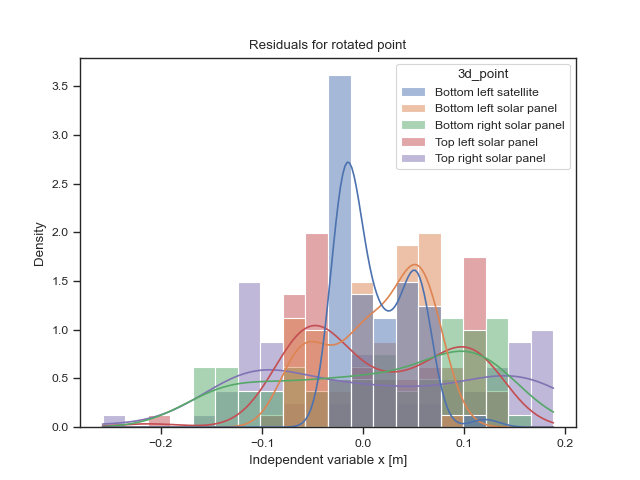 Residuals for rotated point
3d_point
Bottom left satellite
Bottom left solar panel
Bottom right solar panel
Top left solar panel
Top right solar panel
Density
3.5
3.0
2.5
2.0
1.5
1.0
0.5
0.0
−0.2
−0.1
0.0
0.1
0.2
Independent variable x [m]